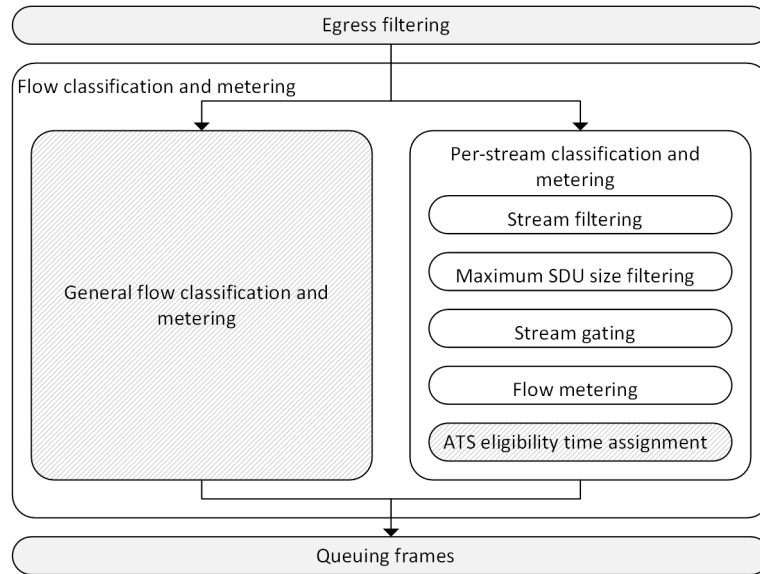 Egress filtering
Flow classification and metering
General flow classification and
metering
Per-stream classification and
metering
Stream filtering
Maximum SDU size filtering
Stream gating
Flow metering
ATS eligibility time assignment
Queuing frames